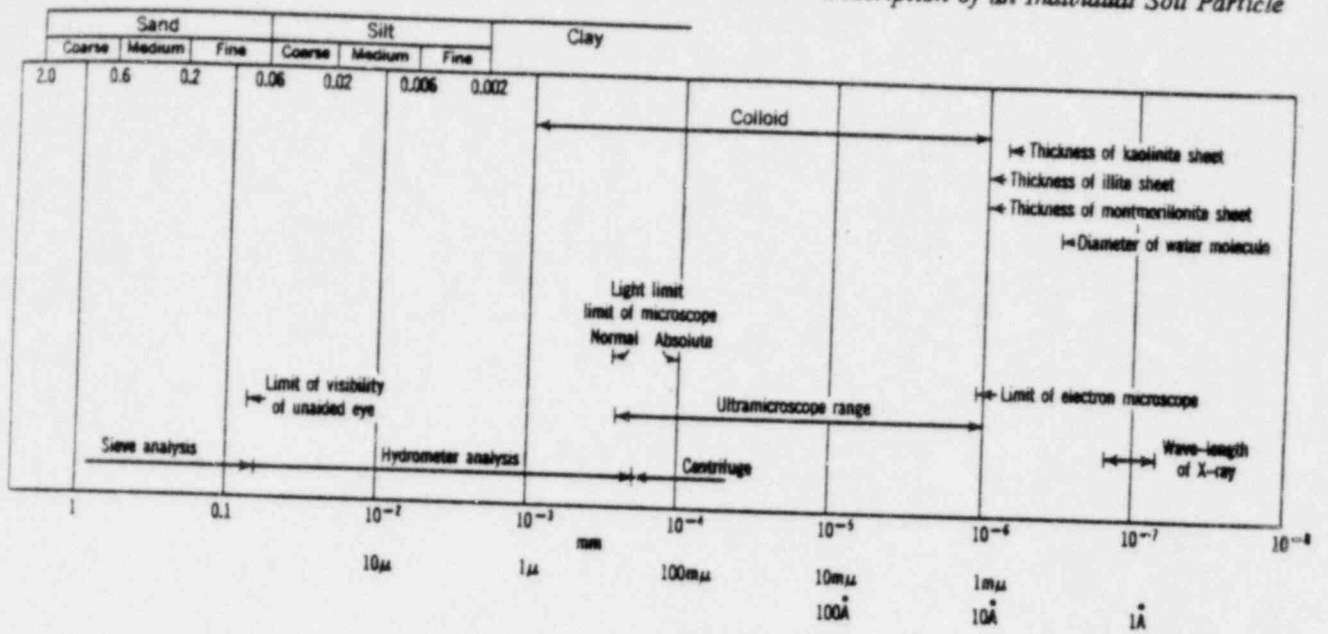 Description of an Individual Soil Particle
Sand Silt Clay
Coarse Medium Fine Coarse Medium Fine
2.0 0.6 0.2 0.06 0.02 0.006 0.002
Colloid
Thickness of kaolinite sheet
Thickness of illite sheet
Thickness of montmorillonite sheet
Diameter of water molecule
Light limit
limit of microscope
Normal Absolute
Limit of visibility
of unaided eye
Ultramicroscope range
Limit of electron microscope
Sieve analysis
Hydrometer analysis
Centrifuge
Wave-length
of X-ray
1 0.1 10⁻² 10⁻³ 10⁻⁴ 10⁻⁵ 10⁻⁶ 10⁻⁷ 10⁻⁸
mm
10μ 1μ 100mμ 10mμ 1mμ
100Å 10Å 1Å